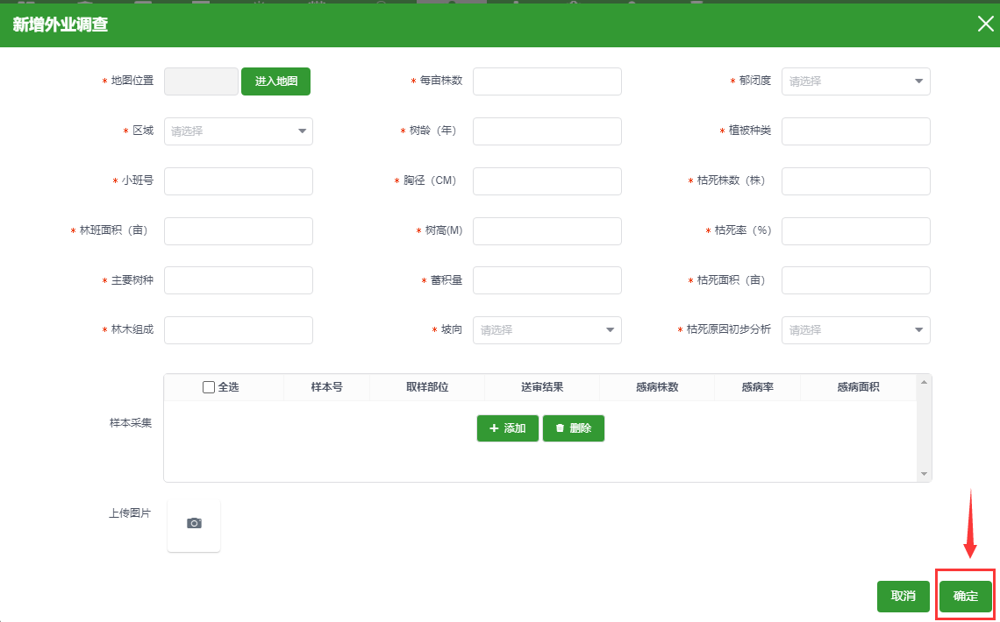 新增外业调查
* 地图位置 进入地图 * 每亩株数 * 郁闭度 请选择
* 区域 请选择 * 树龄（年） * 植被种类
* 小班号 * 胸径（CM） * 枯死株数（株）
* 林班面积（亩） * 树高(M) * 枯死率（%）
* 主要树种 * 蓄积量 * 枯死面积（亩）
* 林木组成 * 坡向 请选择 * 枯死原因初步分析 请选择
全选 样本号 取样部位 送审结果 感病株数 感病率 感病面积
样本采集 添加 删除
上传图片
取消 确定